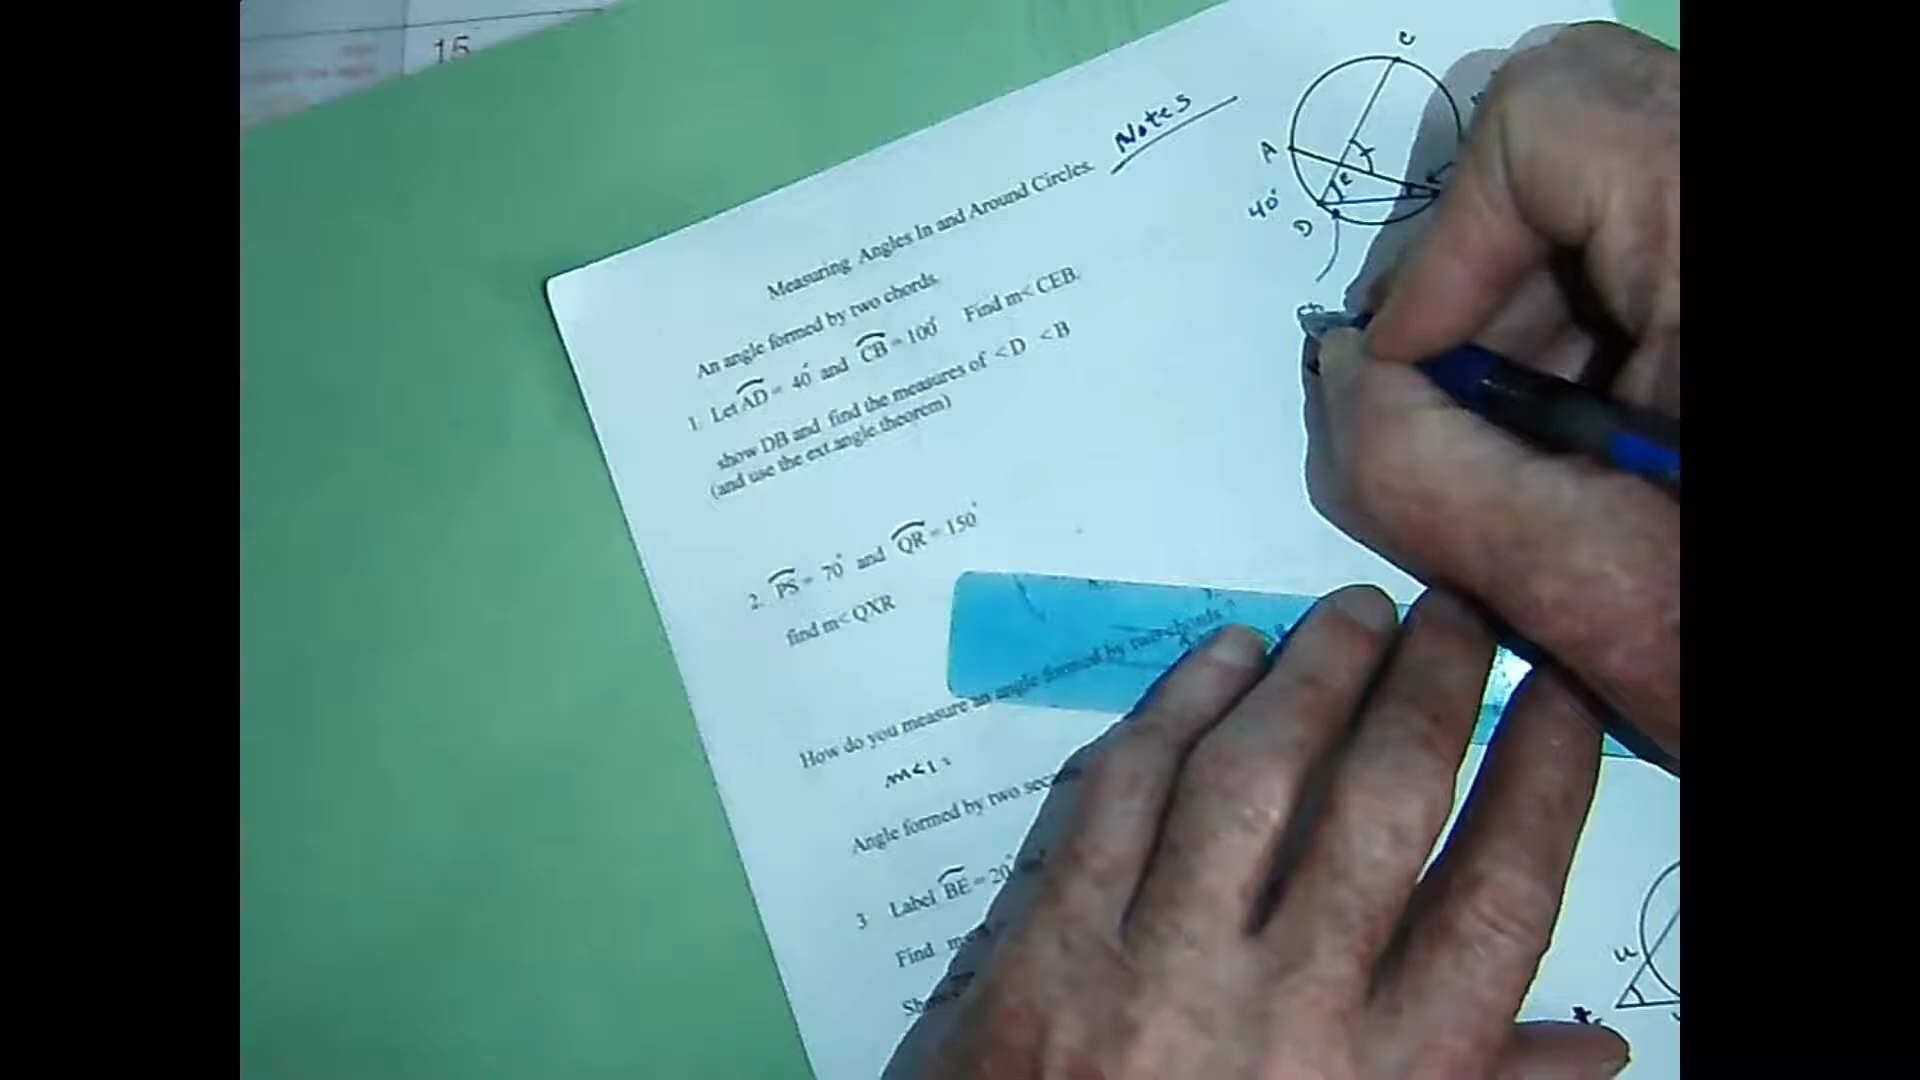 15
Notes
Measuring Angles In and Around Circles.
An angle formed by two chords.
1. Let AD = 40° and CB = 100° Find m< CEB.
show DB and find the measures of <D <B
(and use the ext.angle.theorem)
2. PS = 70° and QR = 150°
find m< QXR
How do you measure an angle formed by two chords ?
m<1 =
Angle formed by two
3 Label BE = 20°
Find
C
A
E
40°
D
U